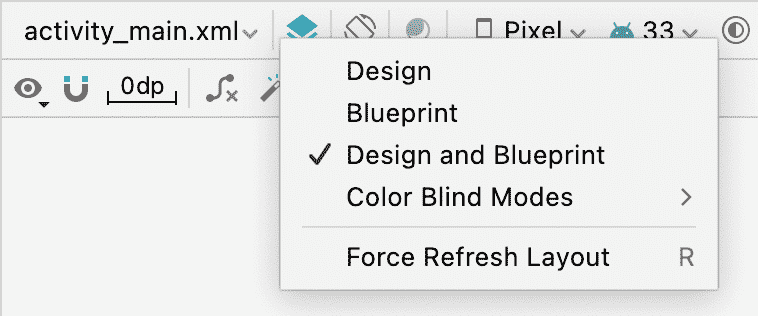 activity_main.xml Pixel 33
0dp
Design
Blueprint
Design and Blueprint
Color Blind Modes
Force Refresh Layout R